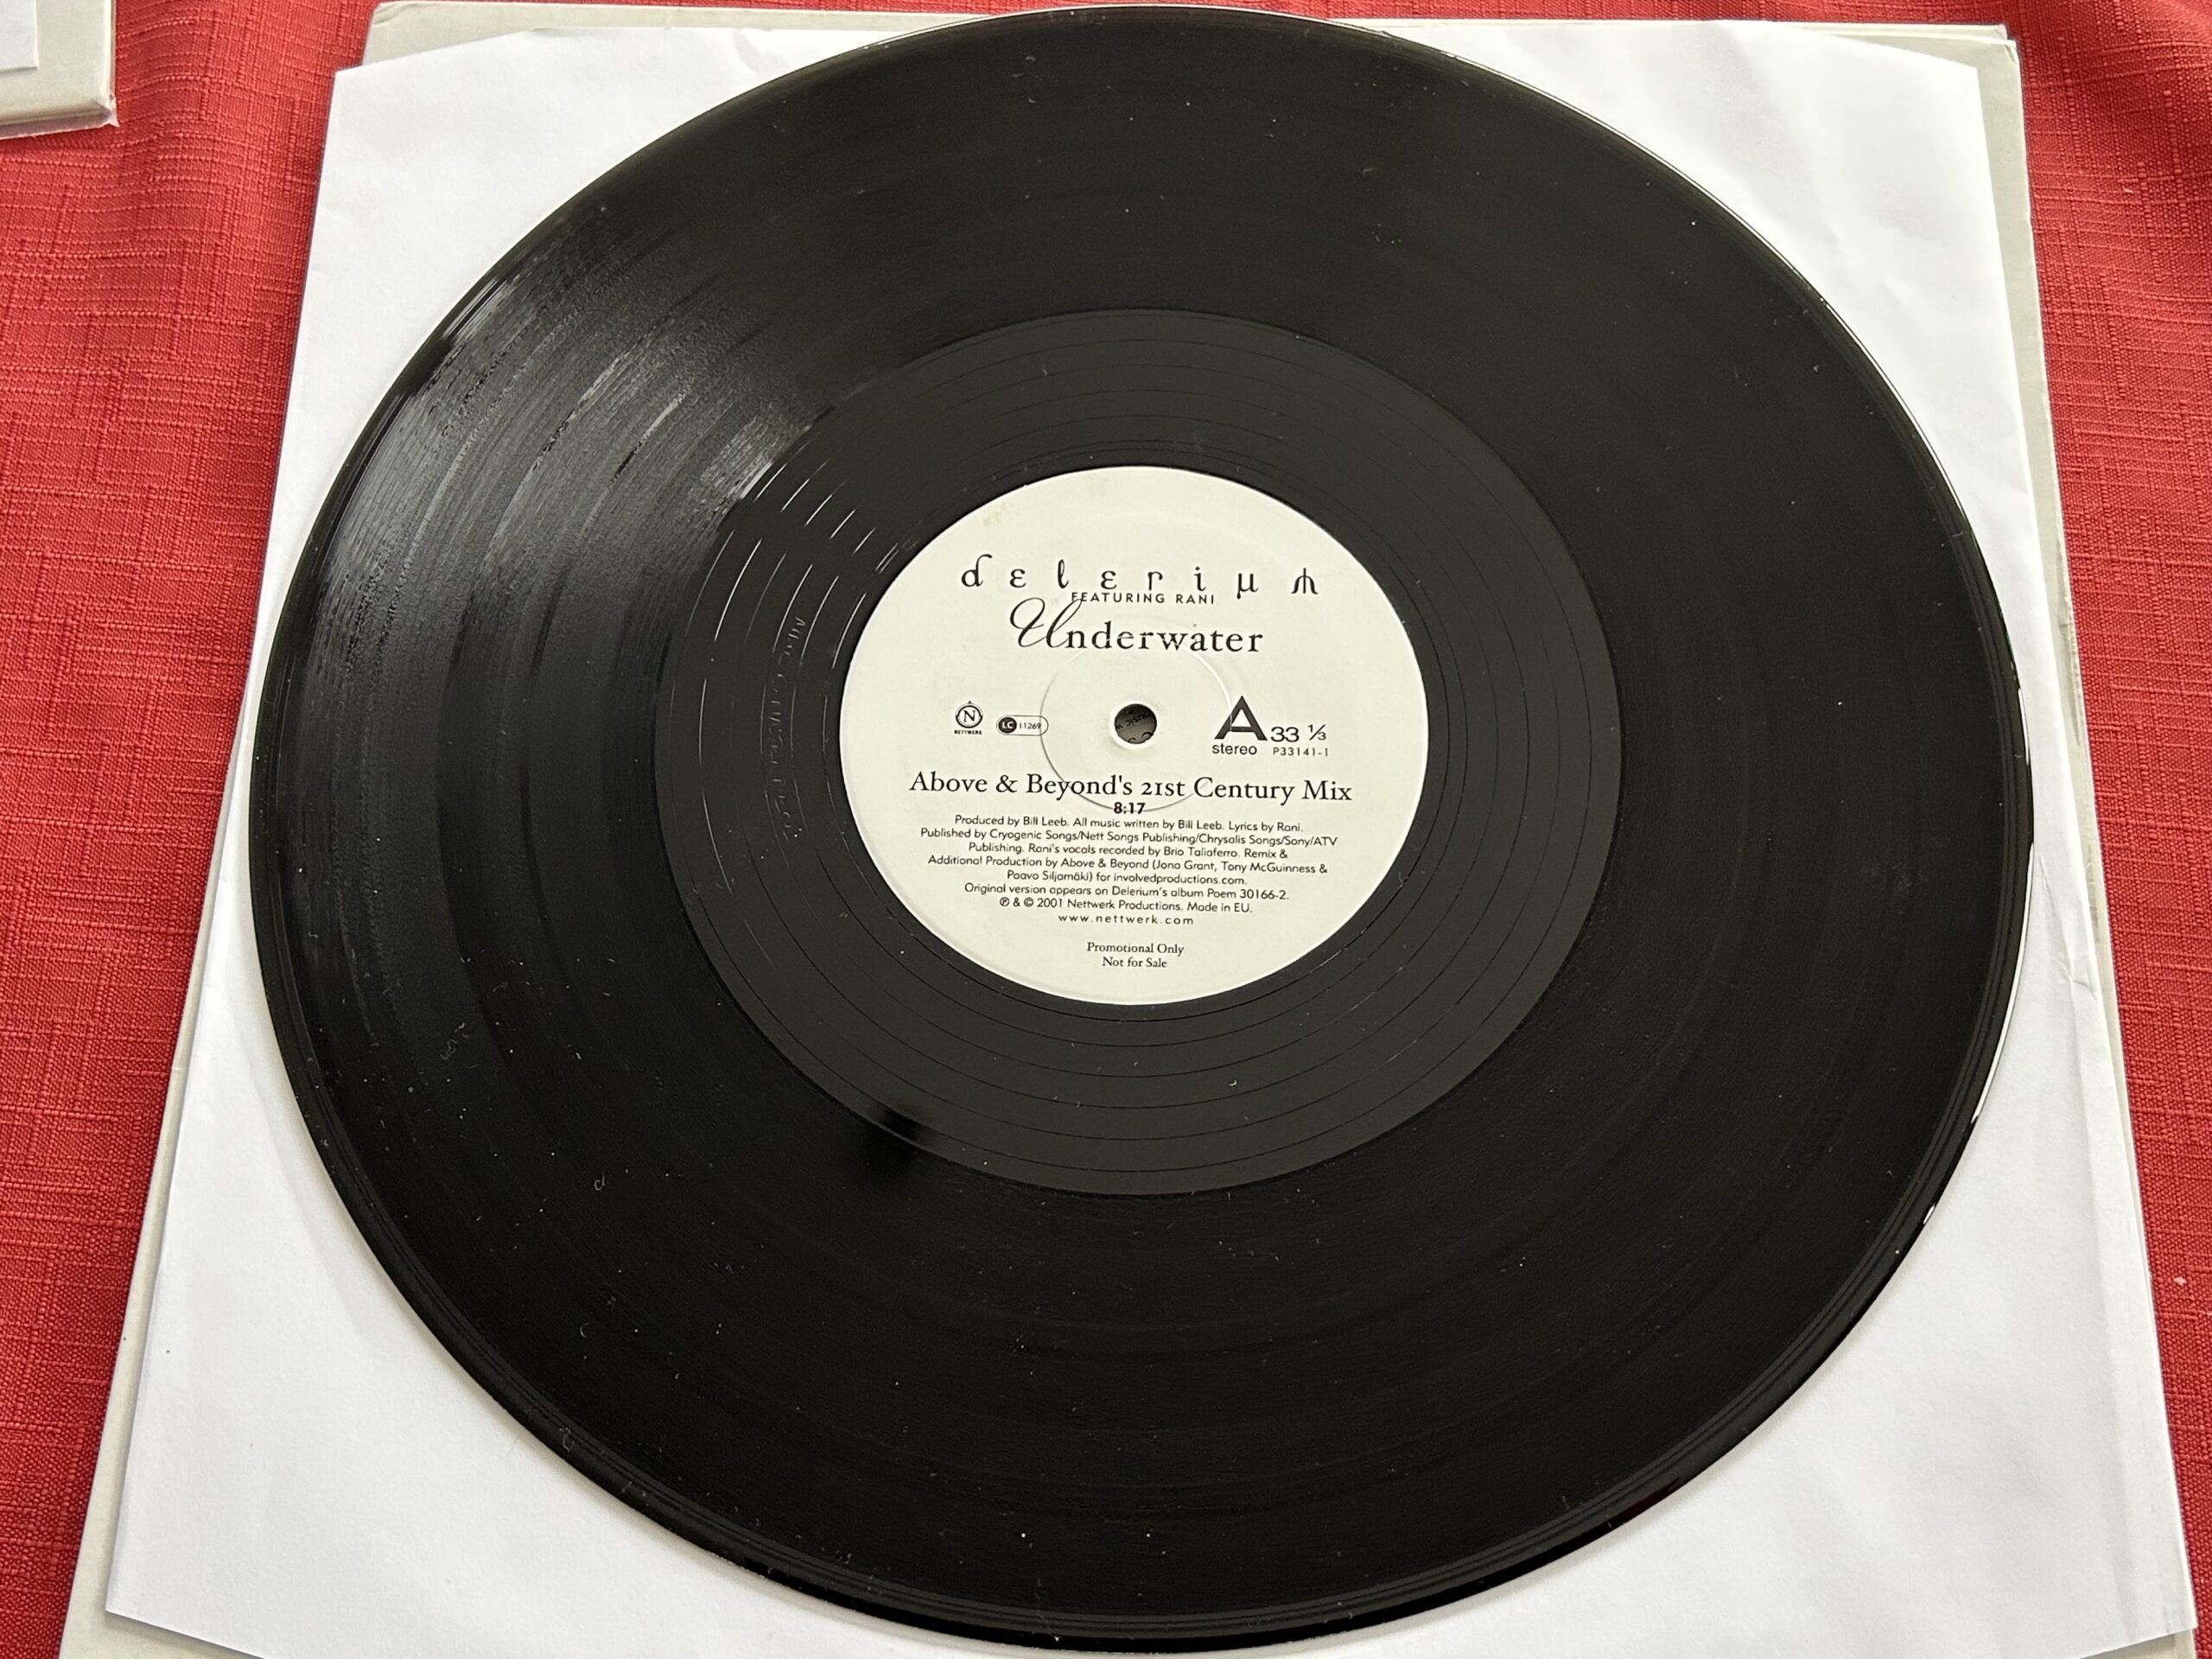 delerium
FEATURING RANI
Underwater
N
NETTWERK
LC 11269
A 33 ⅓
stereo P33141-1
Above & Beyond's 21st Century Mix
8:17
Produced by Bill Leeb. All music written by Bill Leeb. Lyrics by Rani.
Published by Cryogenic Songs/Nett Songs Publishing/Chrysalis Songs/Sony/ATV
Publishing. Rani's vocals recorded by Brio Taliaferro. Remix &
Additional Production by Above & Beyond (Jono Grant, Tony McGuinness &
Paavo Siljamäki) for involvedproductions.com.
Original version appears on Delerium's album Poem 30166-2.
℗ & © 2001 Nettwerk Productions. Made in EU.
www.nettwerk.com
Promotional Only
Not for Sale